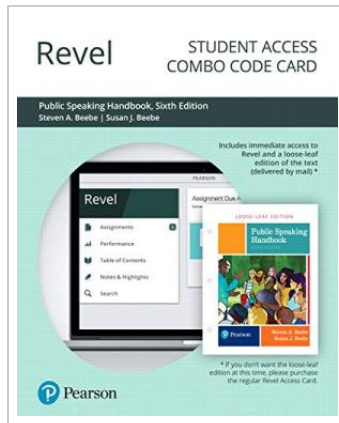 Revel
STUDENT ACCESS
COMBO CODE CARD
Public Speaking Handbook, Sixth Edition
Steven A. Beebe | Susan J. Beebe
Includes immediate access to
Revel and a loose-leaf
edition of the text
(delivered by mail) *
PEARSON
Revel
Assignments
Performance
Table of Contents
Notes & Highlights
Search
Assignment Due
LOOSE-LEAF EDITION
Public Speaking
Handbook
Pearson
Steven A. Beebe
Susan J. Beebe
* If you don't want the loose-leaf
edition at this time, please purchase
the regular Revel Access Card.
Pearson